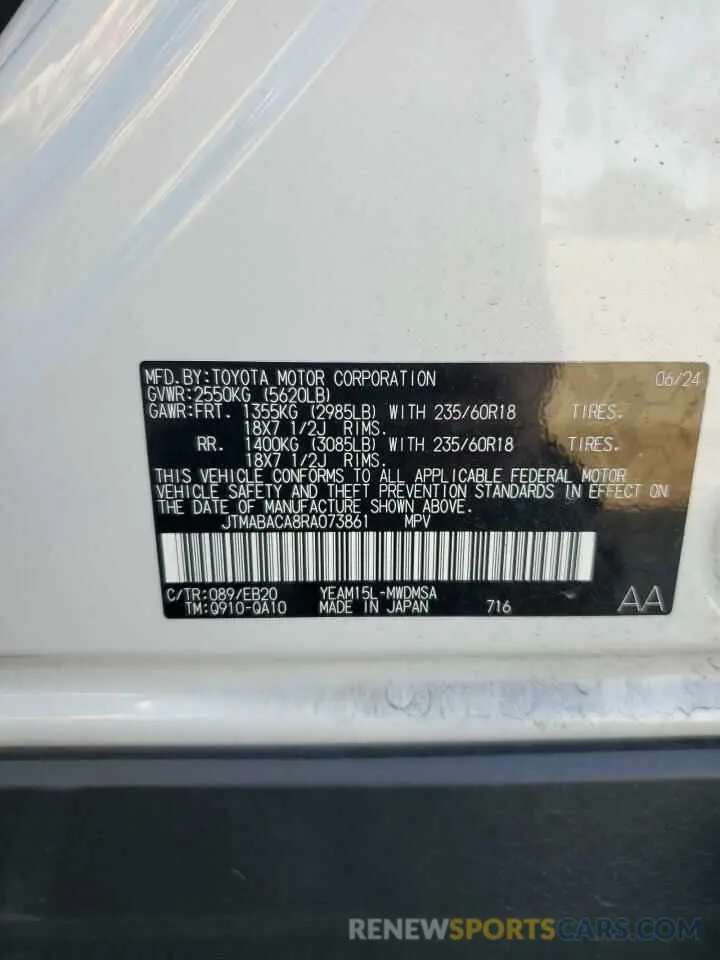 MFD.BY:TOYOTA MOTOR CORPORATION 06/24
GVWR:2550KG (5620LB)
GAWR:FRT. 1355KG (2985LB) WITH 235/60R18 TIRES.
18X7 1/2J RIMS.
RR. 1400KG (3085LB) WITH 235/60R18 TIRES.
18X7 1/2J RIMS.
THIS VEHICLE CONFORMS TO ALL APPLICABLE FEDERAL MOTOR
VEHICLE SAFETY AND THEFT PREVENTION STANDARDS IN EFFECT ON
THE DATE OF MANUFACTURE SHOWN ABOVE.
JTMABACA8RA073861 MPV
C/TR:089/EB20 YEAM15L-MWDMSA
TM:Q910-QA10 MADE IN JAPAN 716 AA
RENEWSPORTSCARS.COM